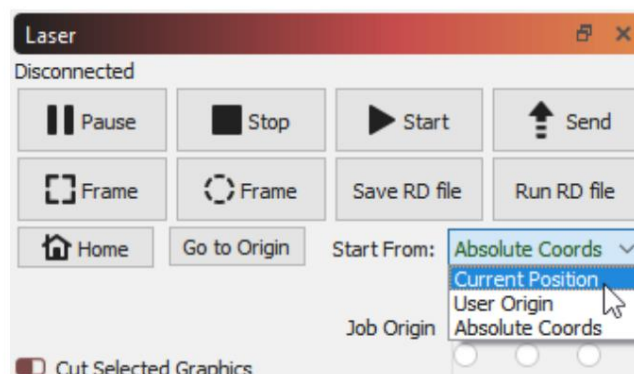 Laser
Disconnected
Pause Stop Start Send
Frame Frame Save RD file Run RD file
Home Go to Origin Start From: Absolute Coords
Current Position
User Origin
Job Origin Absolute Coords
Cut Selected Graphics